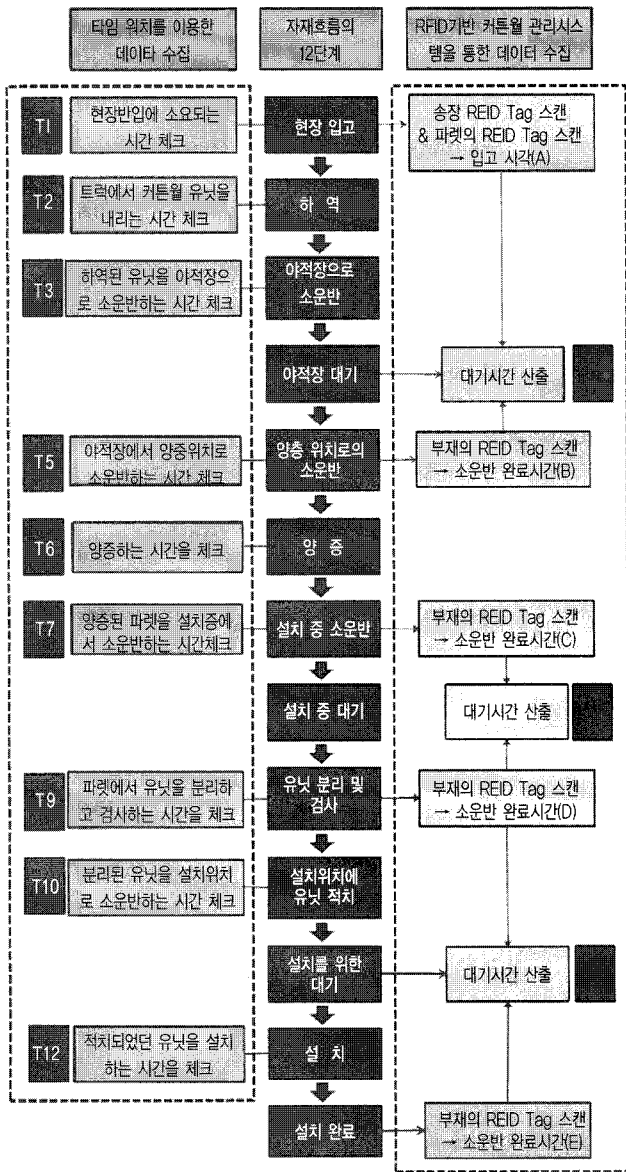 타임 워치를 이용한
데이타 수집
자재흐름의
12단계
RFID기반 커튼월 관리시스
템을 통한 데이터 수집
T1
현장반입에 소요되는
시간 체크
현장 입고
송장 REID Tag 스캔
& 파렛의 REID Tag 스캔
→ 입고 시각(A)
T2
트럭에서 커튼월 유닛을
내리는 시간 체크
하 역
T3
하역된 유닛을 야적장으
로 소운반하는 시간 체크
야적장으로
소운반
야적장 대기
대기시간 산출
T5
야적장에서 양중위치로
소운반하는 시간 체크
양층 위치로의
소운반
부재의 REID Tag 스캔
→ 소운반 완료시간(B)
T6
양증하는 시간을 체크
양 중
T7
양증된 파렛을 설치증에
서 소운반하는 시간체크
설치 중 소운반
부재의 REID Tag 스캔
→ 소운반 완료시간(C)
설치 중 대기
대기시간 산출
T9
파렛에서 유닛을 분리하
고 검사하는 시간을 체크
유닛 분리 및
검사
부재의 REID Tag 스캔
→ 소운반 완료시간(D)
T10
분리된 유닛을 설치위치
로 소운반하는 시간 체크
설치위치에
유닛 적치
설치를 위한
대기
대기시간 산출
T12
적치되었던 유닛을 설치
하는 시간을 체크
설 치
설치 완료
부재의 REID Tag 스캔
→ 소운반 완료시간(E)